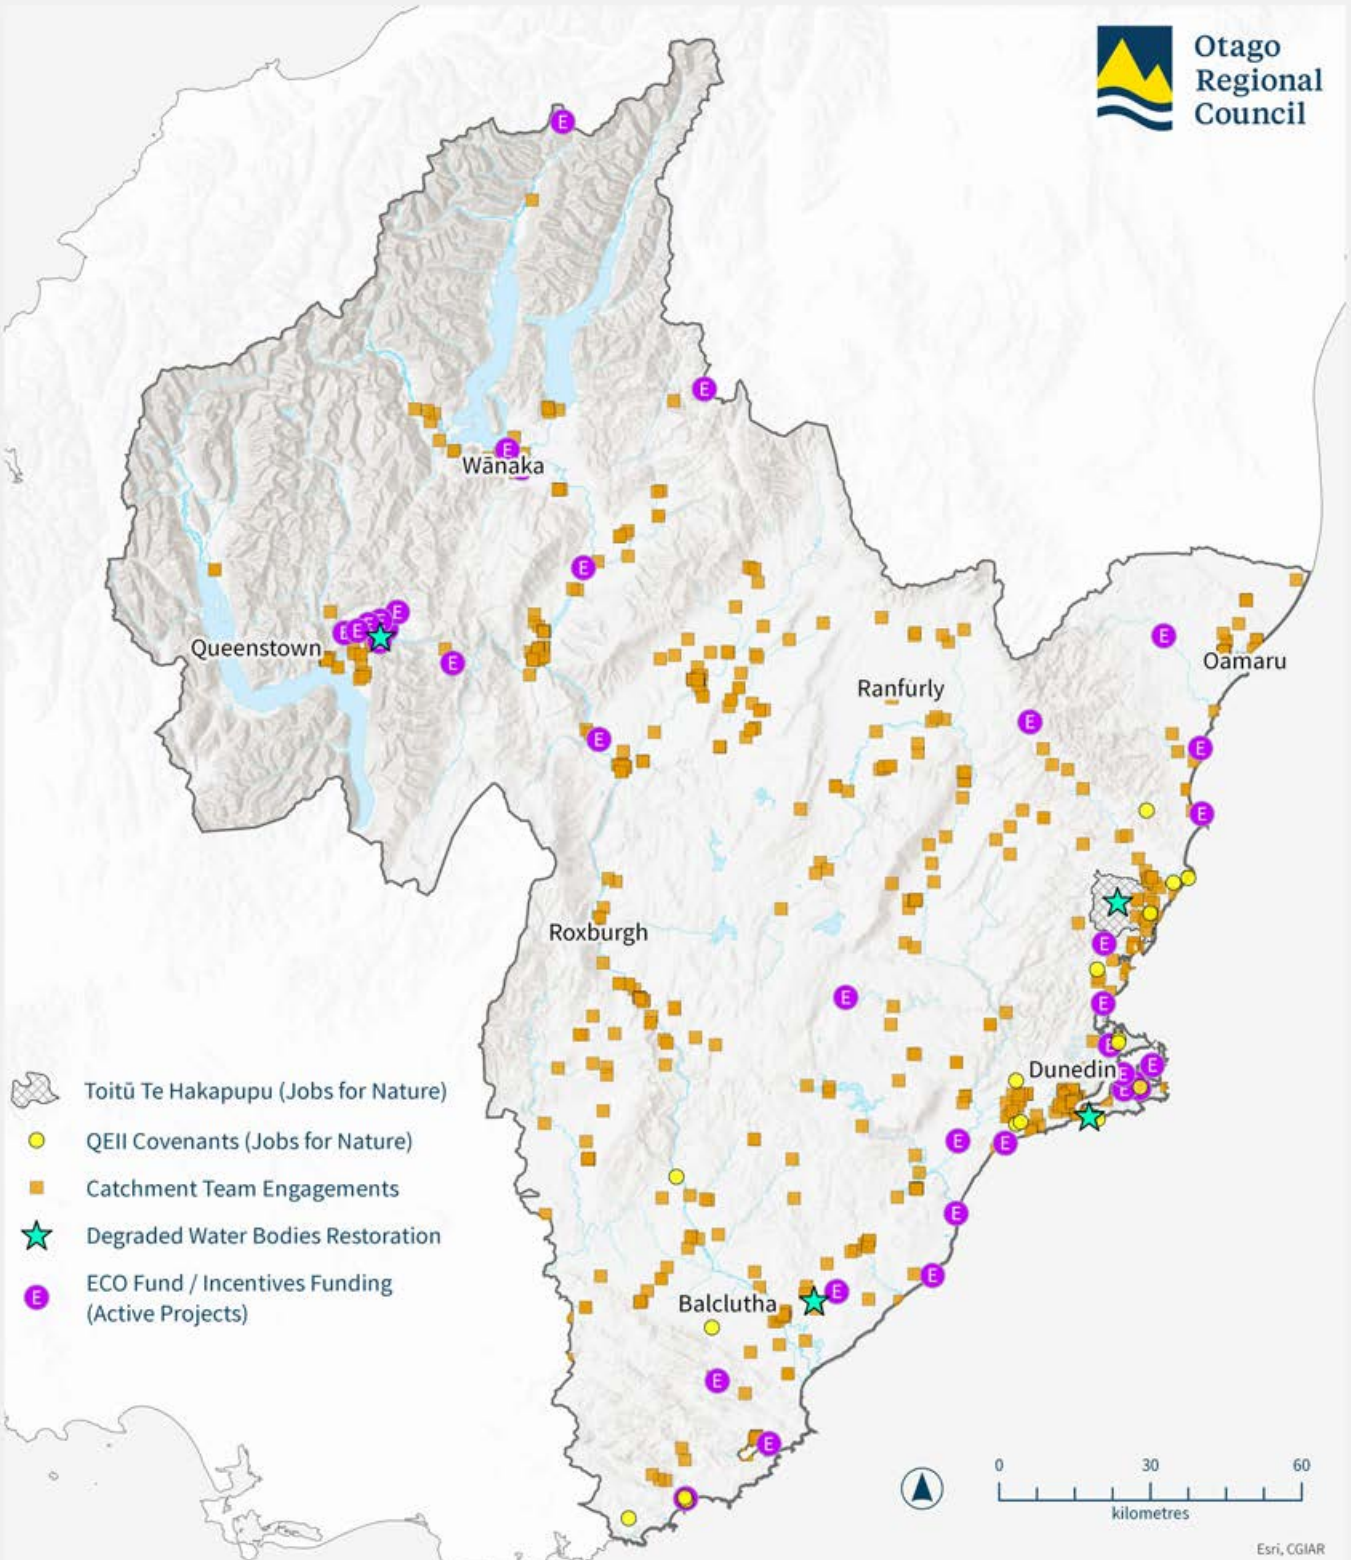 Otago
Regional
Council
E
E
E
Wānaka
E
E
E
E
E
E
Queenstown
E
E
Oamaru
Ranfurly
E
E
E
E
Roxburgh
E
E
E
E
Dunedin
E
E
E
E
E
E
E
E
Balclutha
E
E
E
Toitū Te Hakapupu (Jobs for Nature)
QEII Covenants (Jobs for Nature)
Catchment Team Engagements
Degraded Water Bodies Restoration
E
ECO Fund / Incentives Funding
(Active Projects)
0 30 60
kilometres
Esri, CGIAR